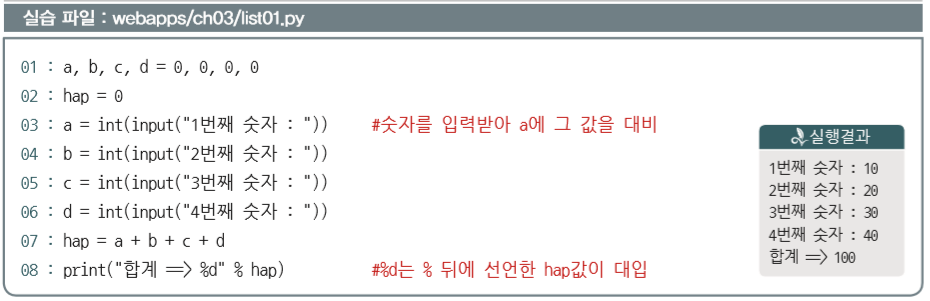 실습 파일 : webapps/ch03/list01.py
01 : a, b, c, d = 0, 0, 0, 0
02 : hap = 0
03 : a = int(input("1번째 숫자 : ")) #숫자를 입력받아 a에 그 값을 대비
04 : b = int(input("2번째 숫자 : "))
05 : c = int(input("3번째 숫자 : "))
06 : d = int(input("4번째 숫자 : "))
07 : hap = a + b + c + d
08 : print("합계 ==> %d" % hap) #%d는 % 뒤에 선언한 hap값이 대입
실행결과
1번째 숫자 : 10
2번째 숫자 : 20
3번째 숫자 : 30
4번째 숫자 : 40
합계 ==> 100